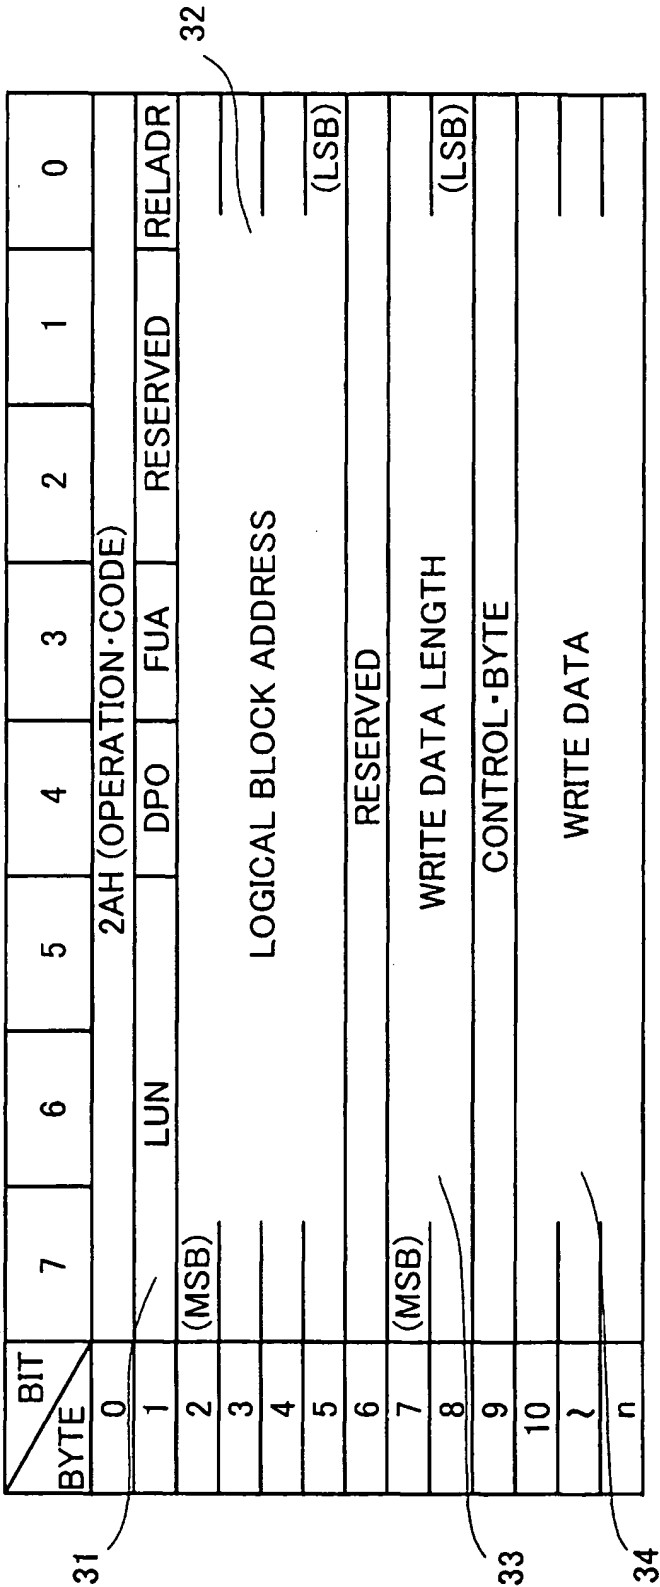 32
BIT 7 6 5 4 3 2 1 0
BYTE
0 2AH (OPERATION·CODE)
1 LUN DPO FUA RESERVED RELADR
2 (MSB)
3
LOGICAL BLOCK ADDRESS
4
5 (LSB)
6 RESERVED
7 (MSB)
WRITE DATA LENGTH
8 (LSB)
9 CONTROL·BYTE
10
≀ WRITE DATA
n
31
33
34